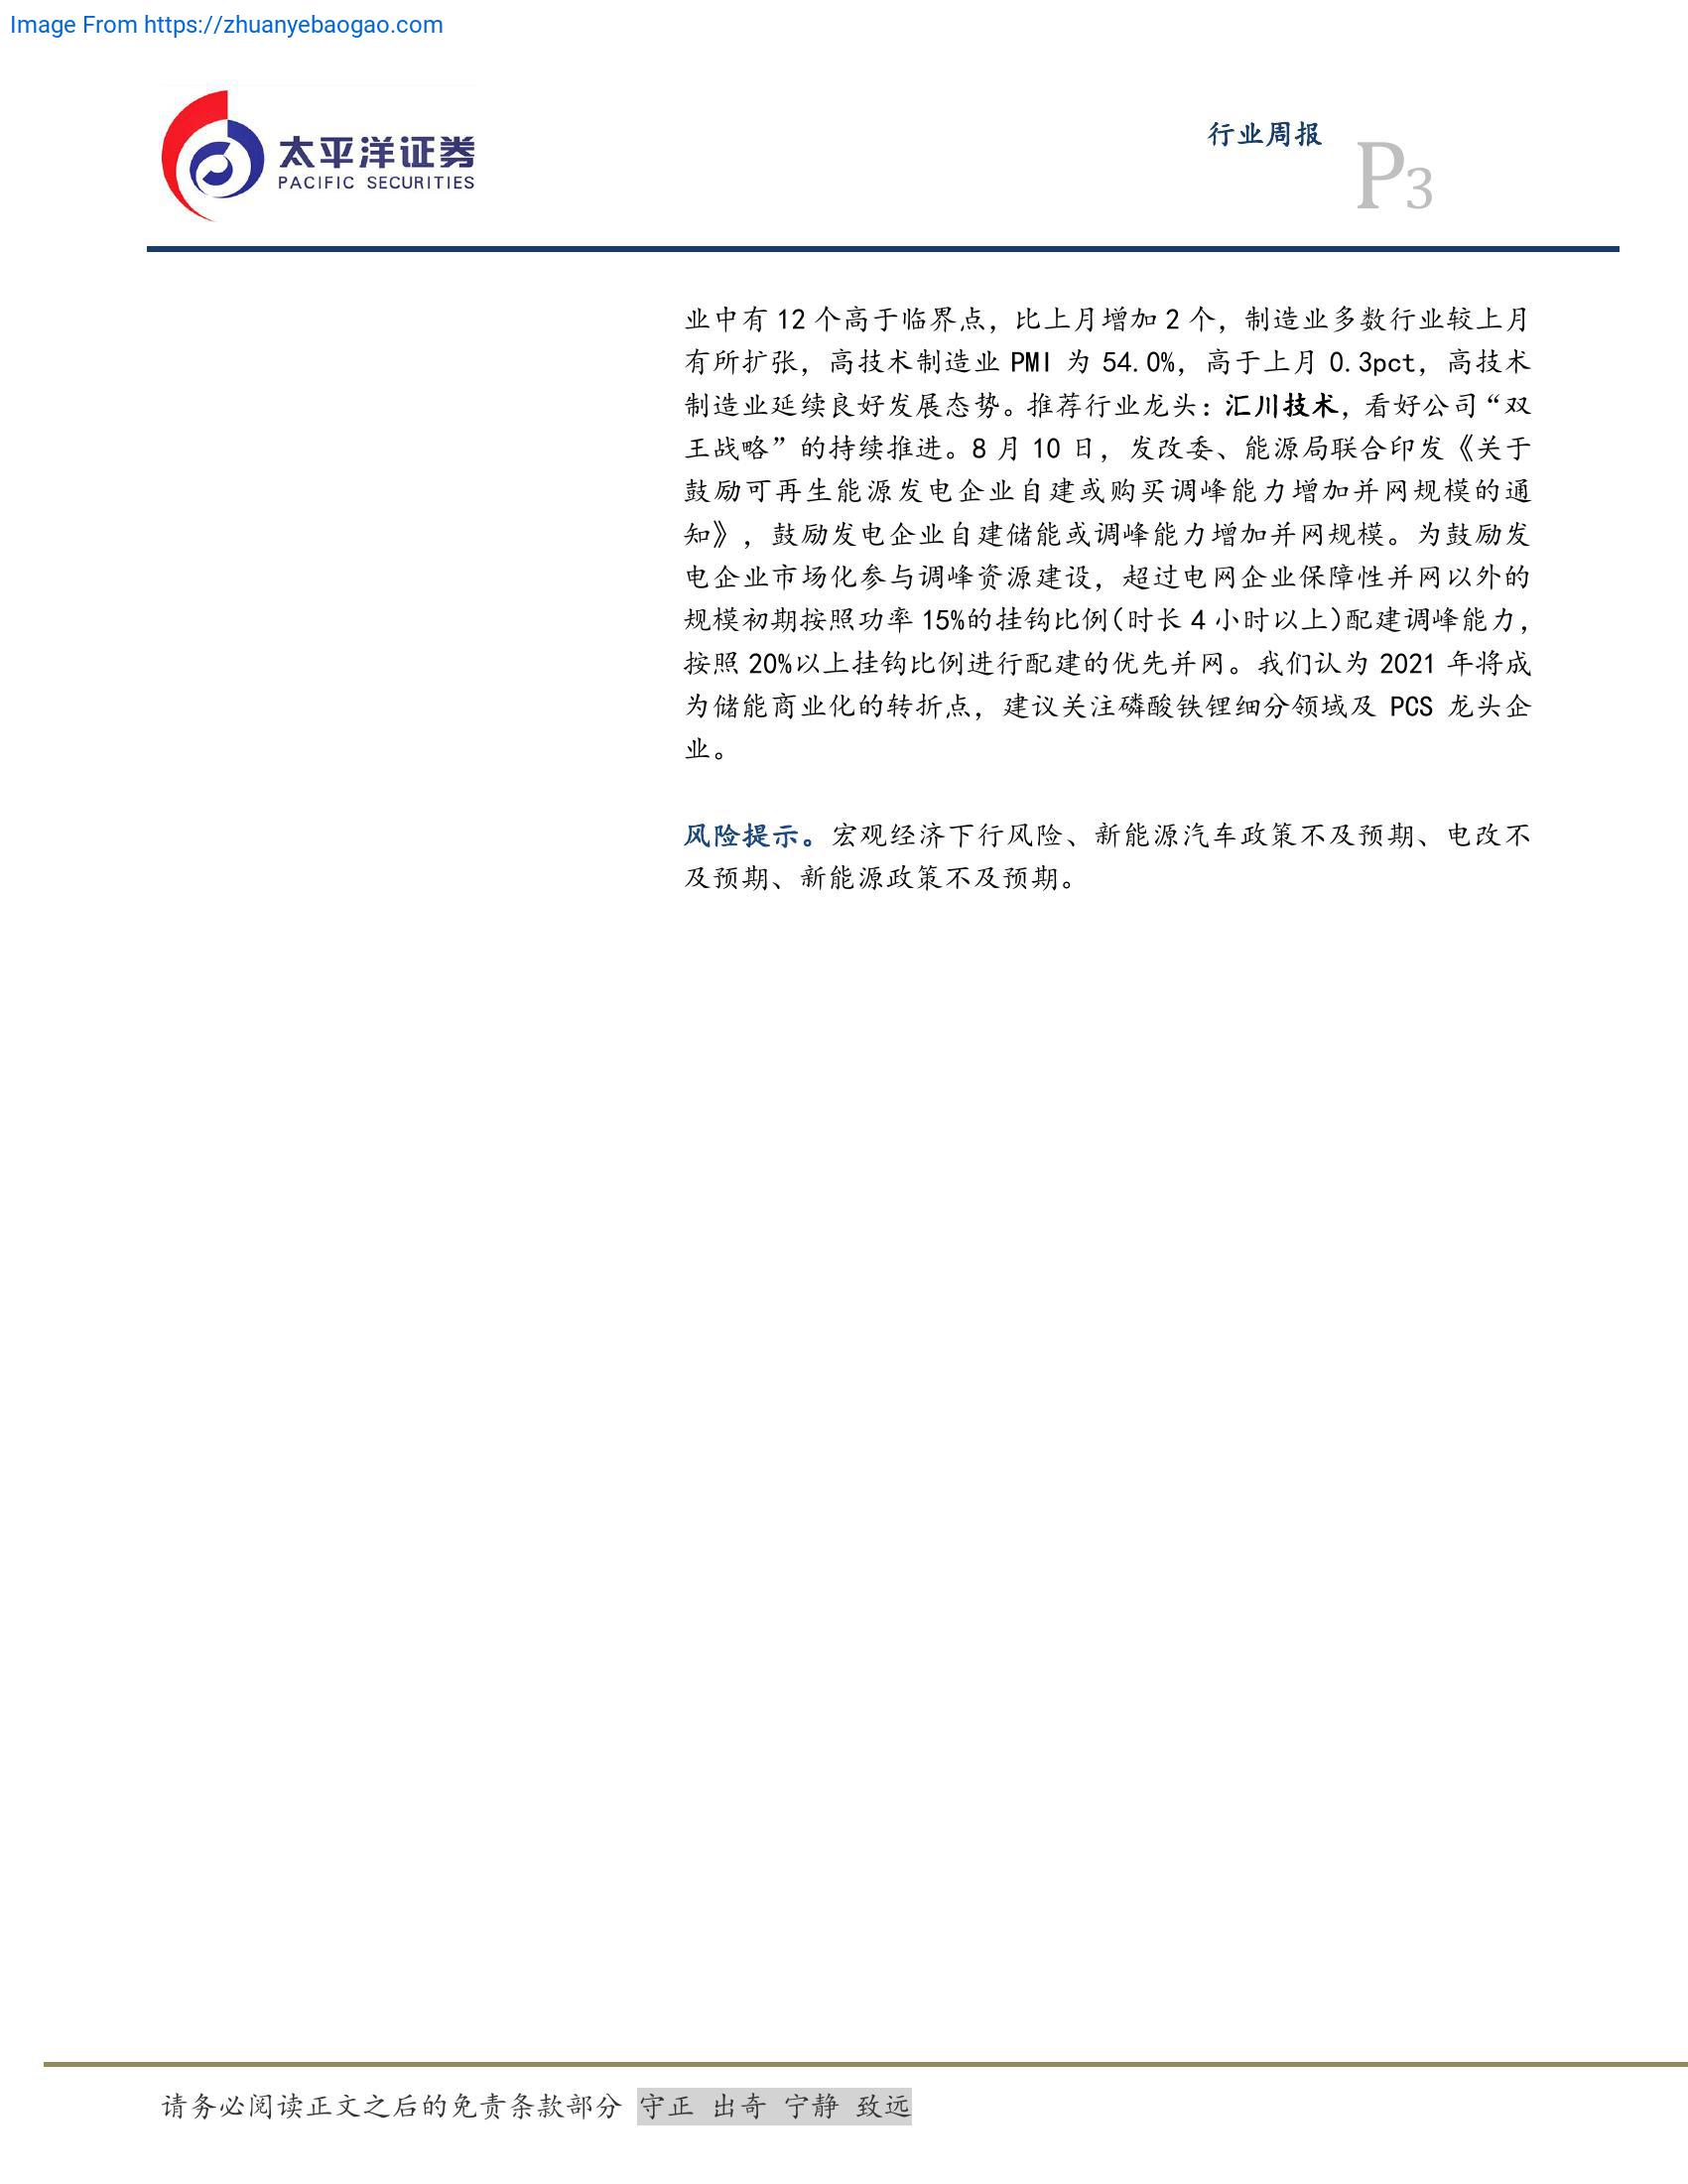 Image From https://zhuanyebaogao.com
太平洋证券
PACIFIC SECURITIES
行业周报
P3
业中有 12 个高于临界点，比上月增加 2 个，制造业多数行业较上月
有所扩张，高技术制造业 PMI 为 54.0%，高于上月 0.3pct，高技术
制造业延续良好发展态势。推荐行业龙头：汇川技术，看好公司“双
王战略”的持续推进。8 月 10 日，发改委、能源局联合印发《关于
鼓励可再生能源发电企业自建或购买调峰能力增加并网规模的通
知》，鼓励发电企业自建储能或调峰能力增加并网规模。为鼓励发
电企业市场化参与调峰资源建设，超过电网企业保障性并网以外的
规模初期按照功率 15%的挂钩比例（时长 4 小时以上）配建调峰能力，
按照 20%以上挂钩比例进行配建的优先并网。我们认为 2021 年将成
为储能商业化的转折点，建议关注磷酸铁锂细分领域及 PCS 龙头企
业。
风险提示。宏观经济下行风险、新能源汽车政策不及预期、电改不
及预期、新能源政策不及预期。
请务必阅读正文之后的免责条款部分 守正 出奇 宁静 致远